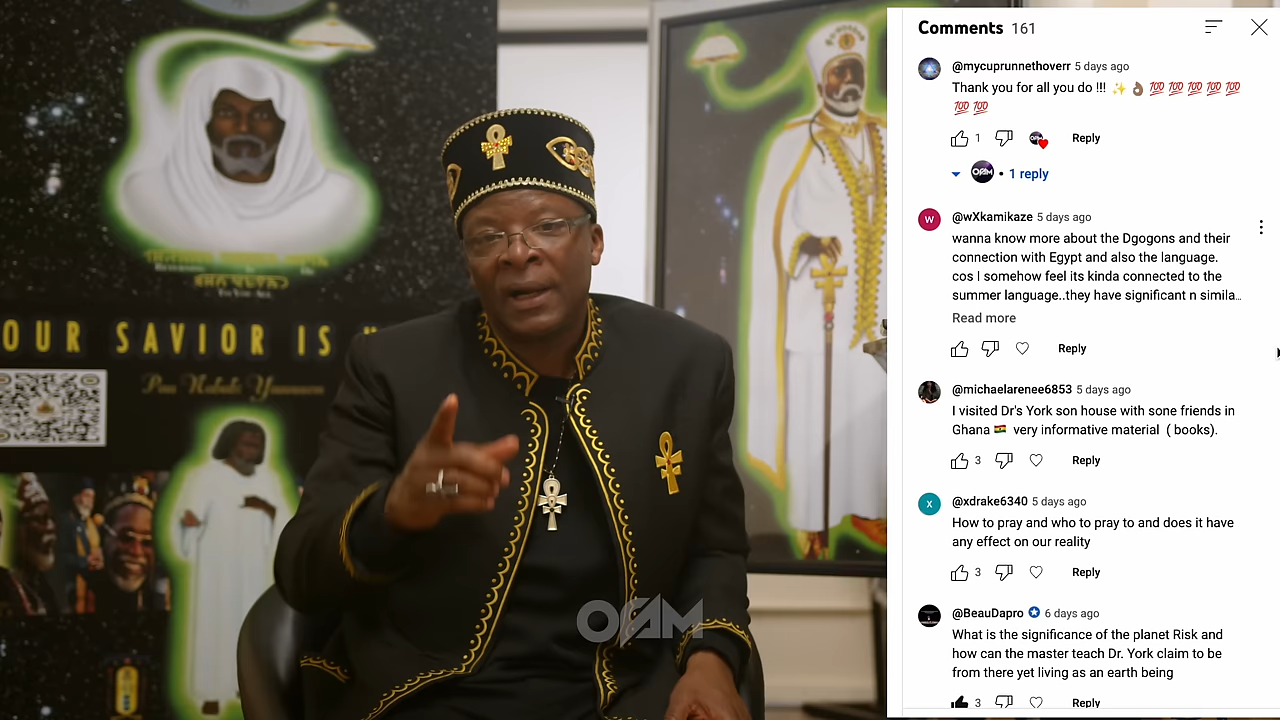 OUR SAVIOR IS
OFAM
Comments 161
@mycuprunnethoverr 5 days ago
Thank you for all you do !!! ✨ 👌🏾 💯 💯 💯 💯 💯
💯 💯
1
Reply
1 reply
W
@wXkamikaze 5 days ago
wanna know more about the Dgogons and their
connection with Egypt and also the language.
cos I somehow feel its kinda connected to the
summer language..they have significant n simila…
Read more
Reply
@michaelarenee6853 5 days ago
I visited Dr's York son house with sone friends in
Ghana 🇬🇭 very informative material ( books).
3
Reply
X
@xdrake6340 5 days ago
How to pray and who to pray to and does it have
any effect on our reality
3
Reply
@BeauDapro 6 days ago
What is the significance of the planet Risk and
how can the master teach Dr. York claim to be
from there yet living as an earth being
3
Reply